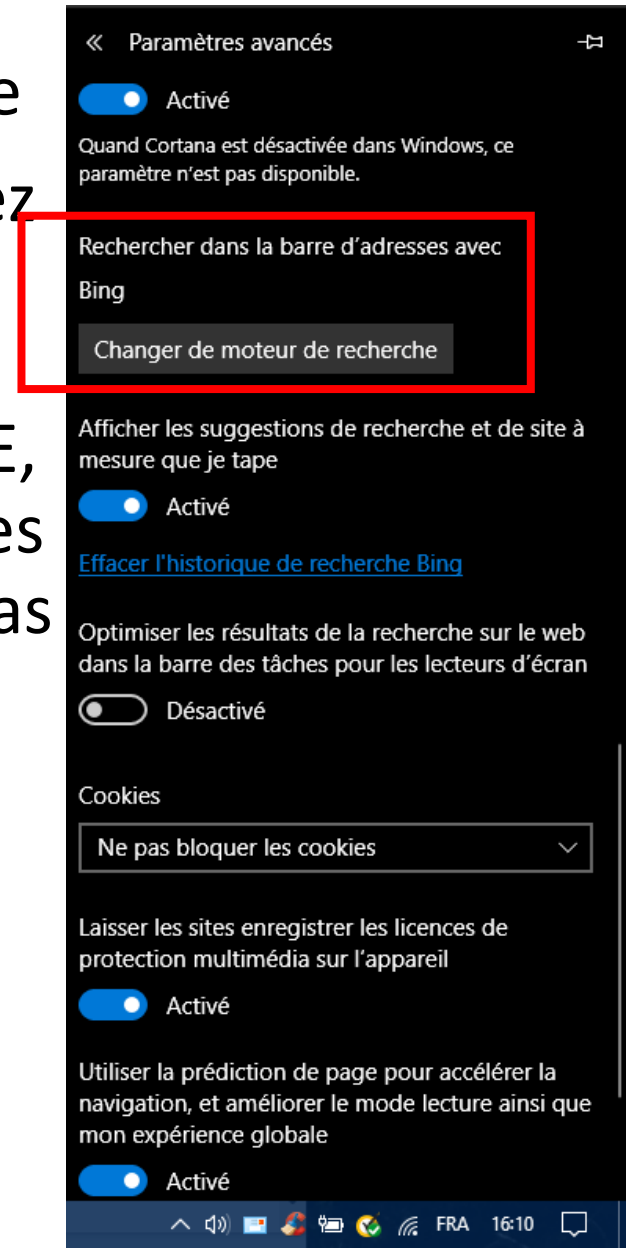 « Paramètres avancés
e
Activé
Quand Cortana est désactivée dans Windows, ce
paramètre n'est pas disponible.
ez
Rechercher dans la barre d'adresses avec
Bing
Changer de moteur de recherche
Afficher les suggestions de recherche et de site à
E,
mesure que je tape
Activé
es
Effacer l'historique de recherche Bing
as
Optimiser les résultats de la recherche sur le web
dans la barre des tâches pour les lecteurs d'écran
Désactivé
Cookies
Ne pas bloquer les cookies
Laisser les sites enregistrer les licences de
protection multimédia sur l'appareil
Activé
Utiliser la prédiction de page pour accélérer la
navigation, et améliorer le mode lecture ainsi que
mon expérience globale
Activé
FRA 16:10